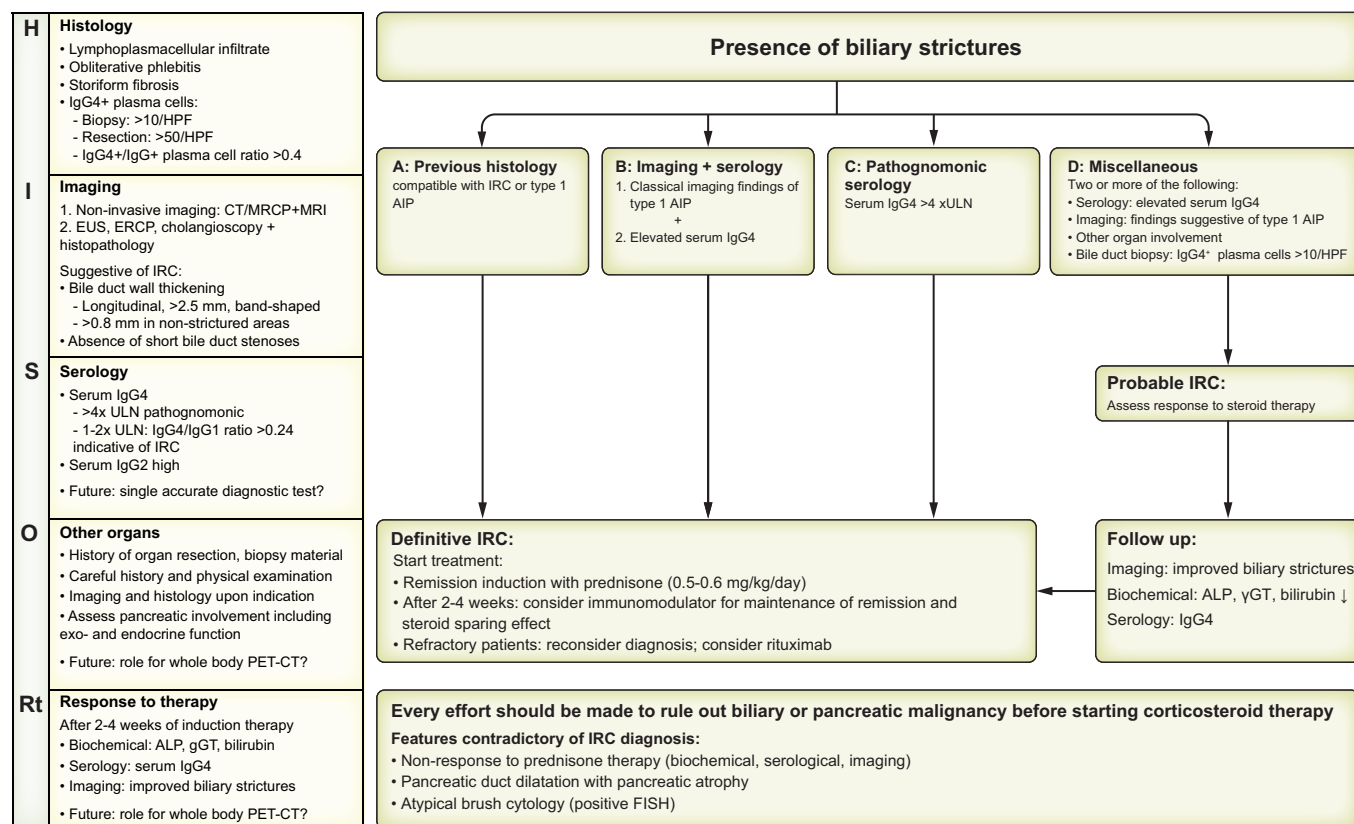 H
Histology
• Lymphoplasmacellular infiltrate
• Obliterative phlebitis
• Storiform fibrosis
• IgG4+ plasma cells:
- Biopsy: >10/HPF
- Resection: >50/HPF
- IgG4+/IgG+ plasma cell ratio >0.4
I
Imaging
1. Non-invasive imaging: CT/MRCP+MRI
2. EUS, ERCP, cholangioscopy +
histopathology
Suggestive of IRC:
• Bile duct wall thickening
- Longitudinal, >2.5 mm, band-shaped
- >0.8 mm in non-strictured areas
• Absence of short bile duct stenoses
S
Serology
• Serum IgG4
- >4x ULN pathognomonic
- 1-2x ULN: IgG4/IgG1 ratio >0.24
indicative of IRC
• Serum IgG2 high
• Future: single accurate diagnostic test?
O
Other organs
• History of organ resection, biopsy material
• Careful history and physical examination
• Imaging and histology upon indication
• Assess pancreatic involvement including
exo- and endocrine function
• Future: role for whole body PET-CT?
Rt
Response to therapy
After 2-4 weeks of induction therapy
• Biochemical: ALP, gGT, bilirubin
• Serology: serum IgG4
• Imaging: improved biliary strictures
• Future: role for whole body PET-CT?
Presence of biliary strictures
A: Previous histology
compatible with IRC or type 1
AIP
B: Imaging + serology
1. Classical imaging findings of
type 1 AIP
+
2. Elevated serum IgG4
C: Pathognomonic
serology
Serum IgG4 >4 xULN
D: Miscellaneous
Two or more of the following:
• Serology: elevated serum IgG4
• Imaging: findings suggestive of type 1 AIP
• Other organ involvement
• Bile duct biopsy: IgG4⁺ plasma cells >10/HPF
Probable IRC:
Assess response to steroid therapy
Definitive IRC:
Start treatment:
• Remission induction with prednisone (0.5-0.6 mg/kg/day)
• After 2-4 weeks: consider immunomodulator for maintenance of remission and
steroid sparing effect
• Refractory patients: reconsider diagnosis; consider rituximab
Follow up:
Imaging: improved biliary strictures
Biochemical: ALP, γGT, bilirubin ↓
Serology: IgG4
Every effort should be made to rule out biliary or pancreatic malignancy before starting corticosteroid therapy
Features contradictory of IRC diagnosis:
• Non-response to prednisone therapy (biochemical, serological, imaging)
• Pancreatic duct dilatation with pancreatic atrophy
• Atypical brush cytology (positive FISH)